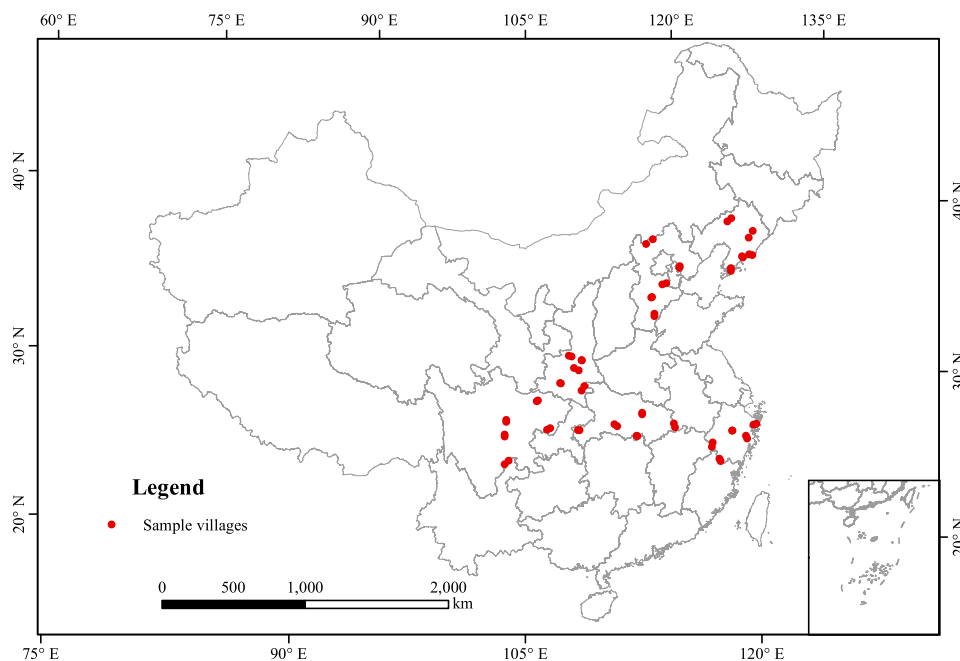 60° E 75° E 90° E 105° E 120° E 135° E
40° N
40° N
30° N
30° N
Legend
Sample villages
20° N
20° N
0 500 1,000 2,000
km
75° E 90° E 105° E 120° E